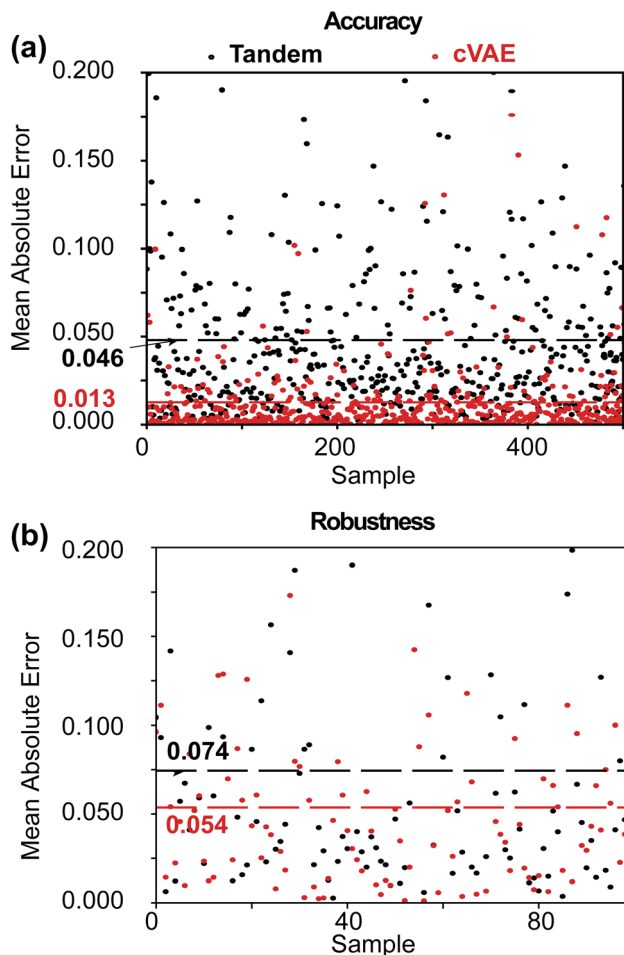 Accuracy
(a)
Tandem cVAE
0.200
0.150
0.100
0.050
0.046
0.013
0.000
0 200 400
Sample
Mean Absolute Error
Robustness
(b)
0.200
0.150
0.100
0.074
0.050
0.054
0.000
0 40 80
Sample
Mean Absolute Error